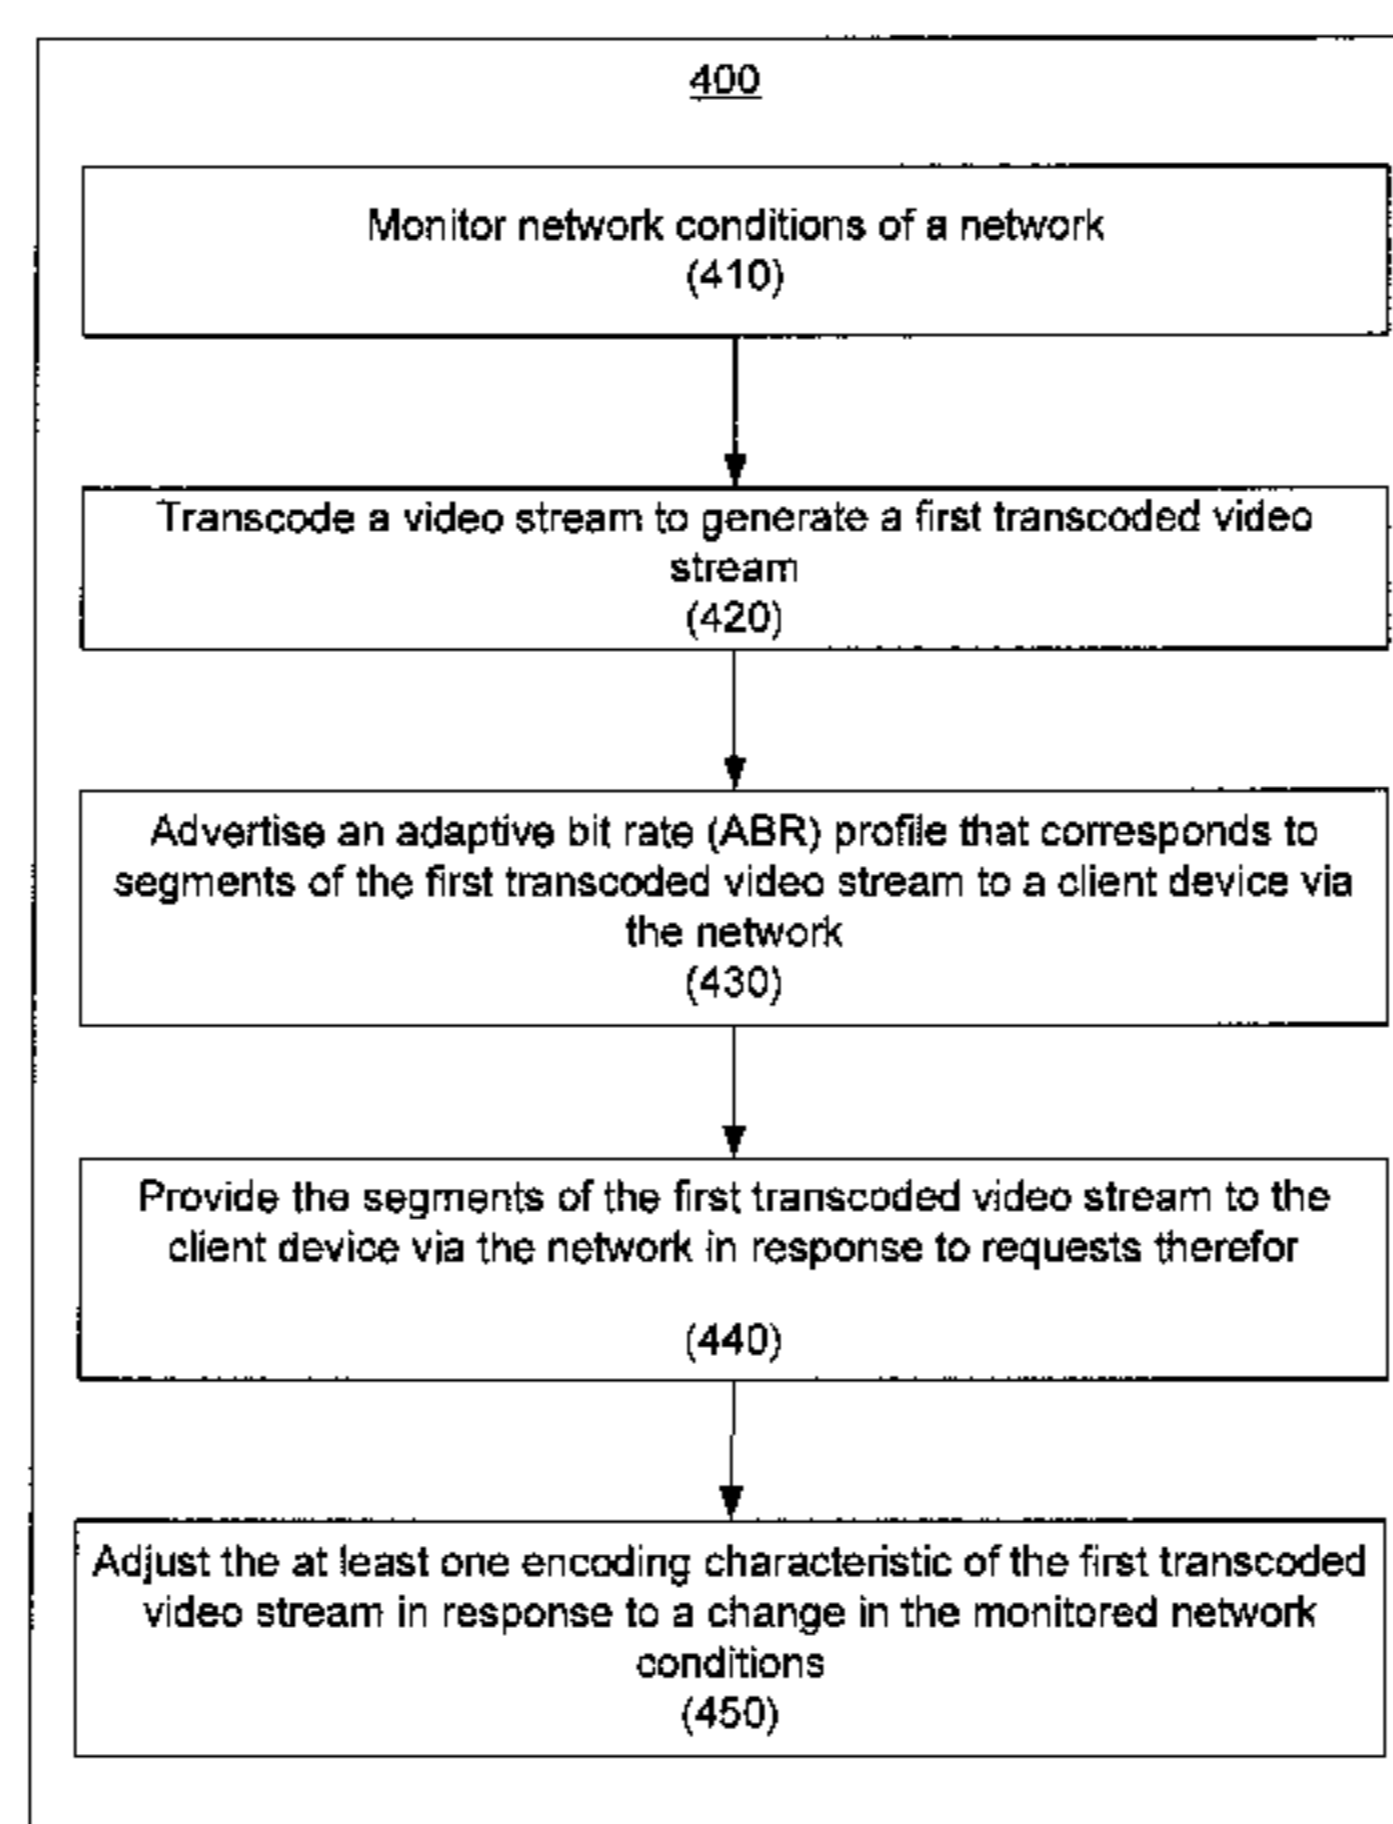 400
Monitor network conditions of a network
(410)
Transcode a video stream to generate a first transcoded video
stream
(420)
Advertise an adaptive bit rate (ABR) profile that corresponds to
segments of the first transcoded video stream to a client device via
the network
(430)
Provide the segments of the first transcoded video stream to the
client device via the network in response to requests therefor
(440)
Adjust the at least one encoding characteristic of the first transcoded
video stream in response to a change in the monitored network
conditions
(450)